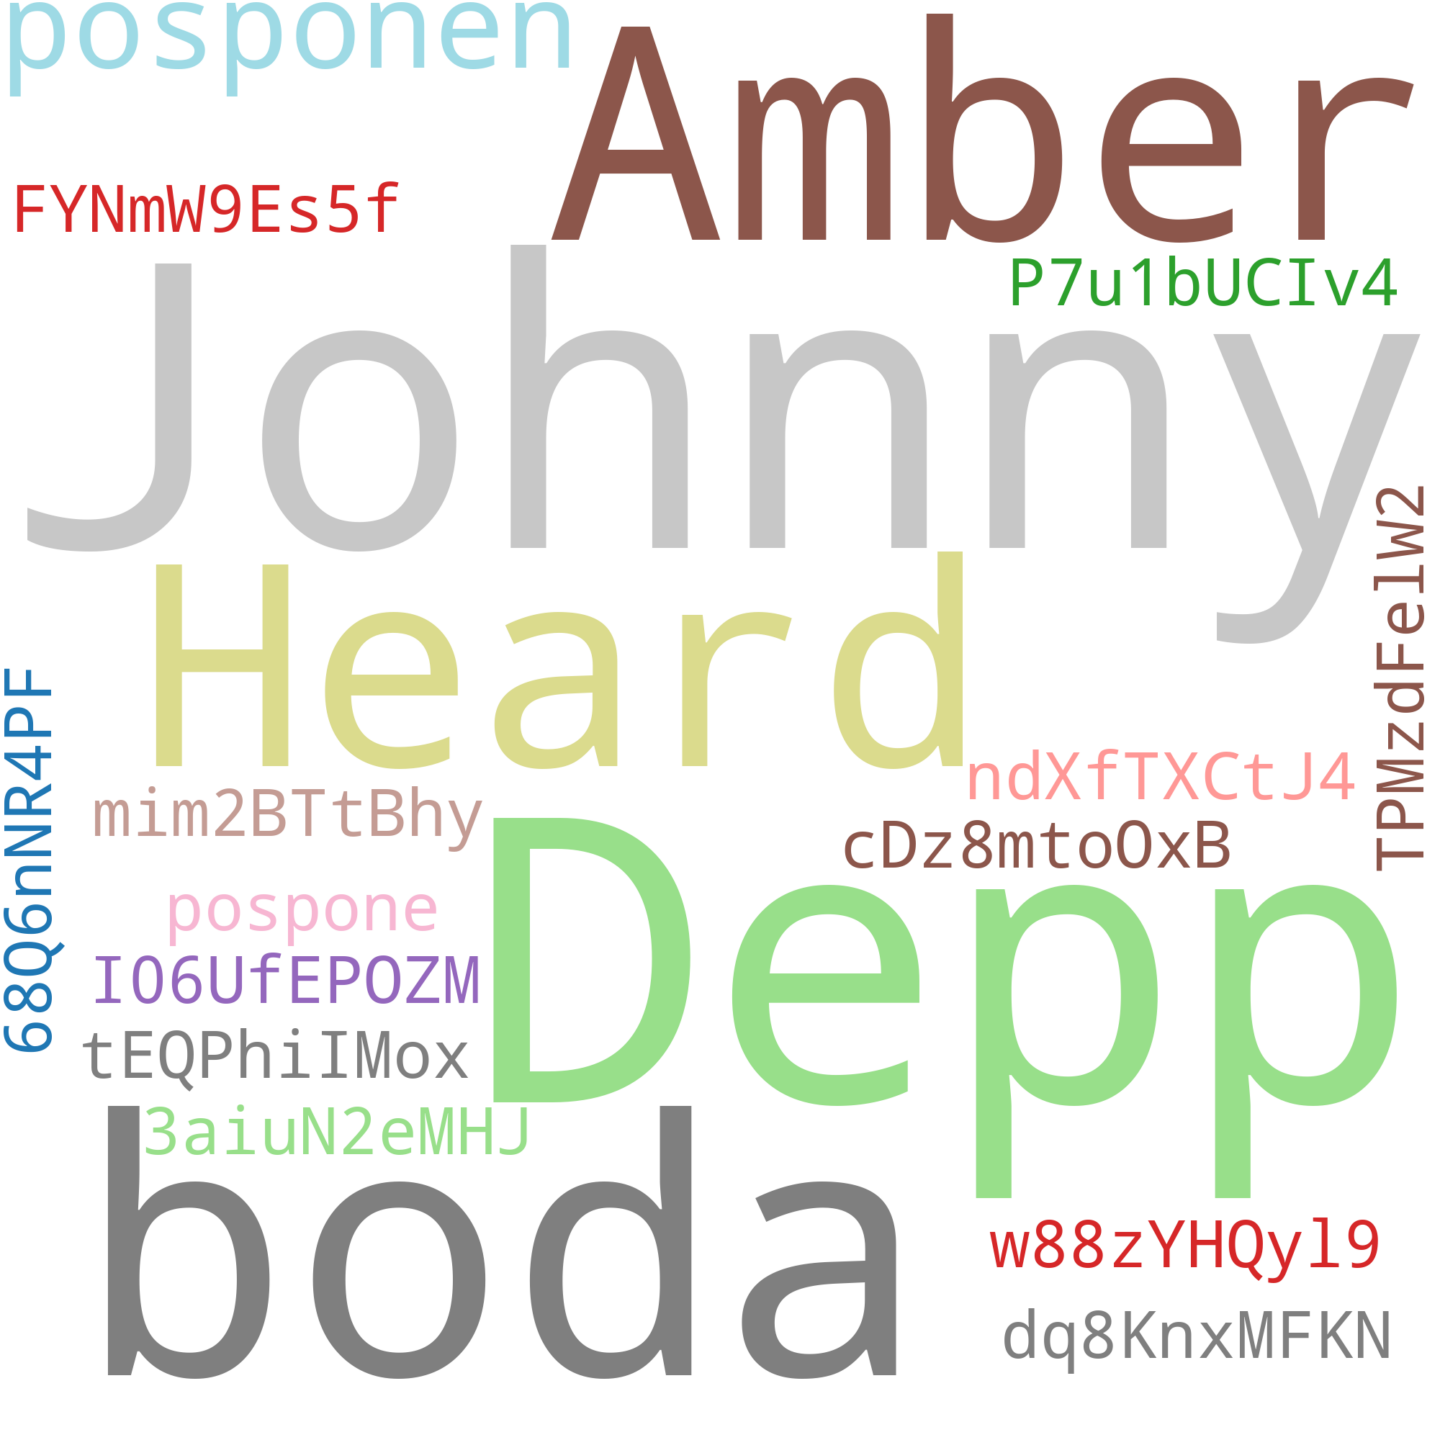 posponen
Amber
FYNmW9Es5f
P7u1bUCIv4
Johnny
TPMzdFelW2
Heard
68Q6nNR4PF
ndXfTXCtJ4
mim2BTtBhy
cDz8mtoOxB
Depp
pospone
I06UfEPOZM
tEQPhiIMox
3aiuN2eMHJ
boda
w88zYHQyl9
dq8KnxMFKN